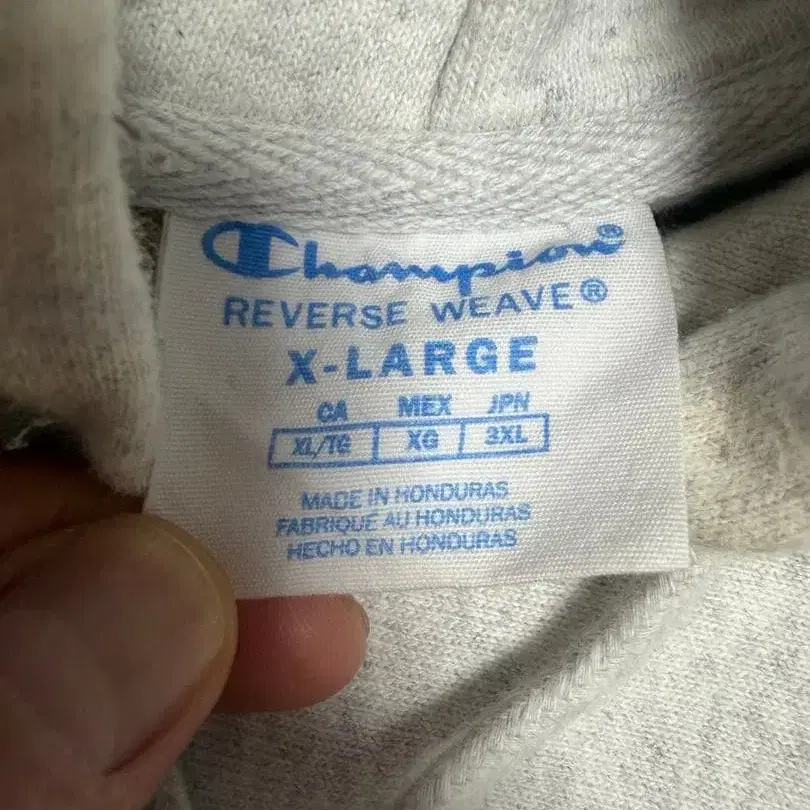 Champion®
REVERSE WEAVE®
X-LARGE
CA MEX JPN
XL/TG XG 3XL
MADE IN HONDURAS
FABRIQUÉ AU HONDURAS
HECHO EN HONDURAS